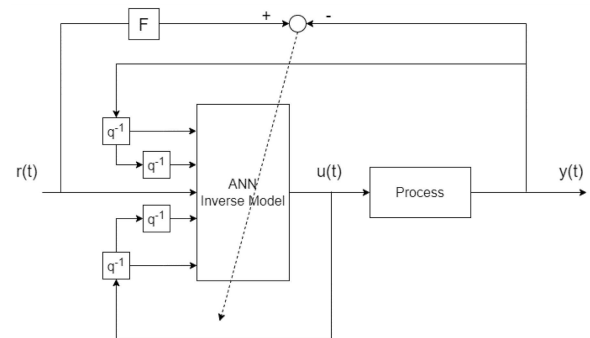 F
+
-
q-1
q-1
r(t)
ANN
Inverse Model
u(t)
Process
y(t)
q-1
q-1